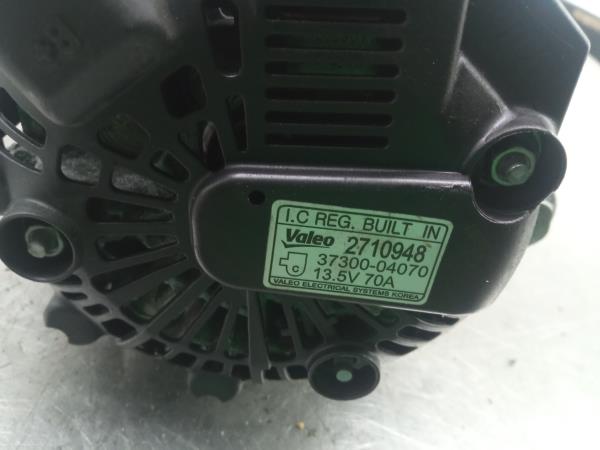 I.C REG. BUILT IN
Valeo 2710948
37300-04070
C 13.5V 70A
VALEO ELECTRICAL SYSTEMS KOREA